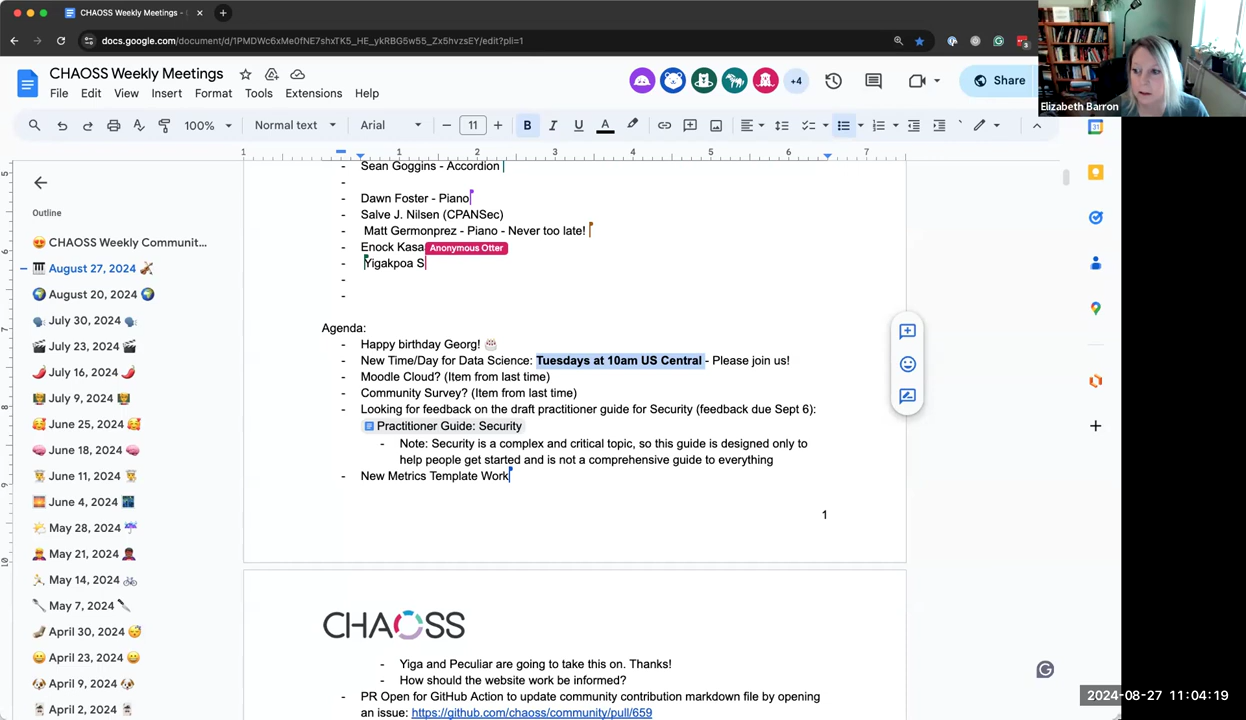 CHAOSS Weekly Meetings -
docs.google.com/document/d/1PMDWc6xMe0fNE7shxTK5_HE_ykRBG5w55_Zx5hvzsEY/edit?pli=1
CHAOSS Weekly Meetings
File Edit View Insert Format Tools Extensions Help
+4
Share
Elizabeth Barron
100% Normal text Arial 11 B I U A
1 1 2 3 4 5 6 7
Outline
CHAOSS Weekly Communit...
August 27, 2024
August 20, 2024
July 30, 2024
July 23, 2024
July 16, 2024
July 9, 2024
June 25, 2024
June 18, 2024
June 11, 2024
June 4, 2024
May 28, 2024
May 21, 2024
May 14, 2024
May 7, 2024
April 30, 2024
April 23, 2024
April 9, 2024
April 2, 2024
- Sean Goggins - Accordion
-
- Dawn Foster - Piano
- Salve J. Nilsen (CPANSec)
- Matt Germonprez - Piano - Never too late!
- Enock Kasa
Anonymous Otter
- Yigakpoa S
-
-
Agenda:
- Happy birthday Georg! 🎂
- New Time/Day for Data Science: Tuesdays at 10am US Central - Please join us!
- Moodle Cloud? (Item from last time)
- Community Survey? (Item from last time)
- Looking for feedback on the draft practitioner guide for Security (feedback due Sept 6):
Practitioner Guide: Security
- Note: Security is a complex and critical topic, so this guide is designed only to
help people get started and is not a comprehensive guide to everything
- New Metrics Template Work
1
CHAOSS
- Yiga and Peculiar are going to take this on. Thanks!
- How should the website work be informed?
- PR Open for GitHub Action to update community contribution markdown file by opening
an issue: https://github.com/chaoss/community/pull/659
2024-08-27 11:04:19